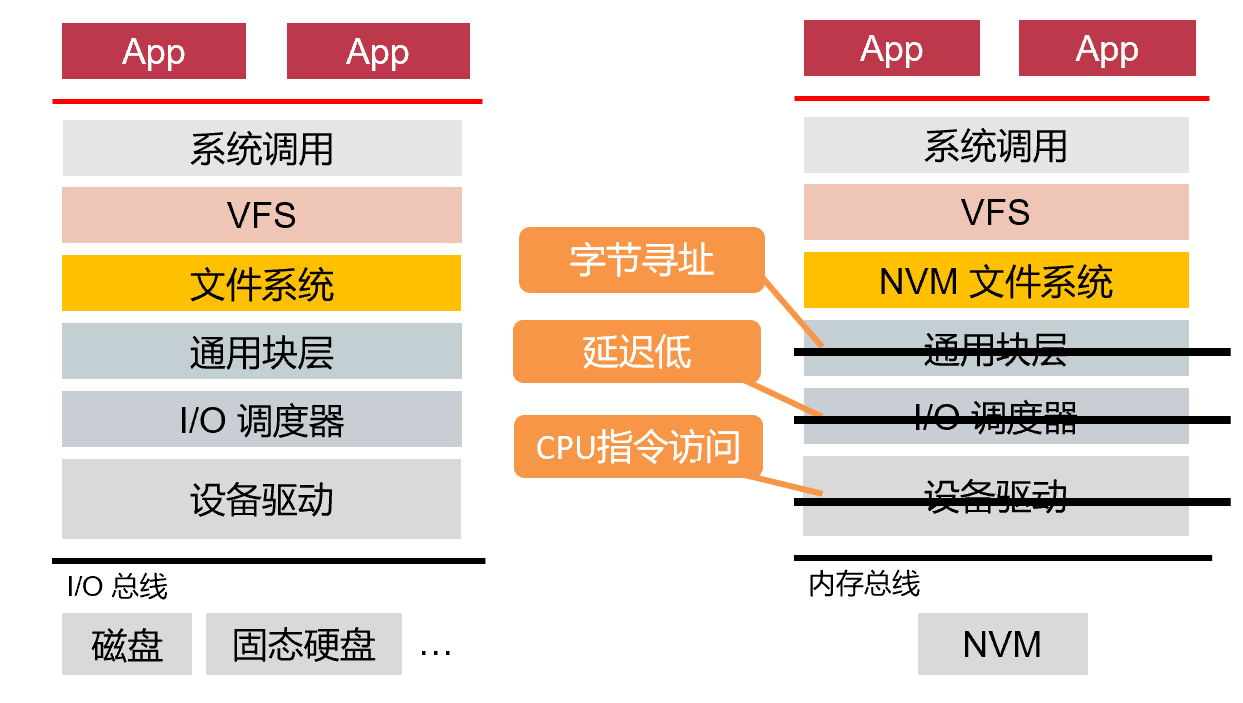 App
App
系统调用
VFS
文件系统
通用块层
I/O 调度器
设备驱动
I/O 总线
磁盘
固态硬盘
…
字节寻址
延迟低
CPU指令访问
App
App
系统调用
VFS
NVM 文件系统
通用块层
I/O 调度器
设备驱动
内存总线
NVM